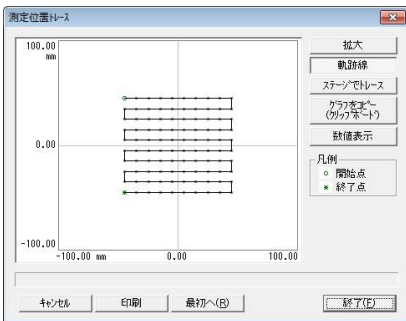 測定位置トレース
100.00
mm
0.00
-100.00
-100.00 mm
0.00
100.00
拡大
軌跡線
ステージでトレース
グラフをコピー
(クリップボード)
数値表示
凡例
開始点
終了点
キャンセル
印刷
最初へ(R)
終了(E)